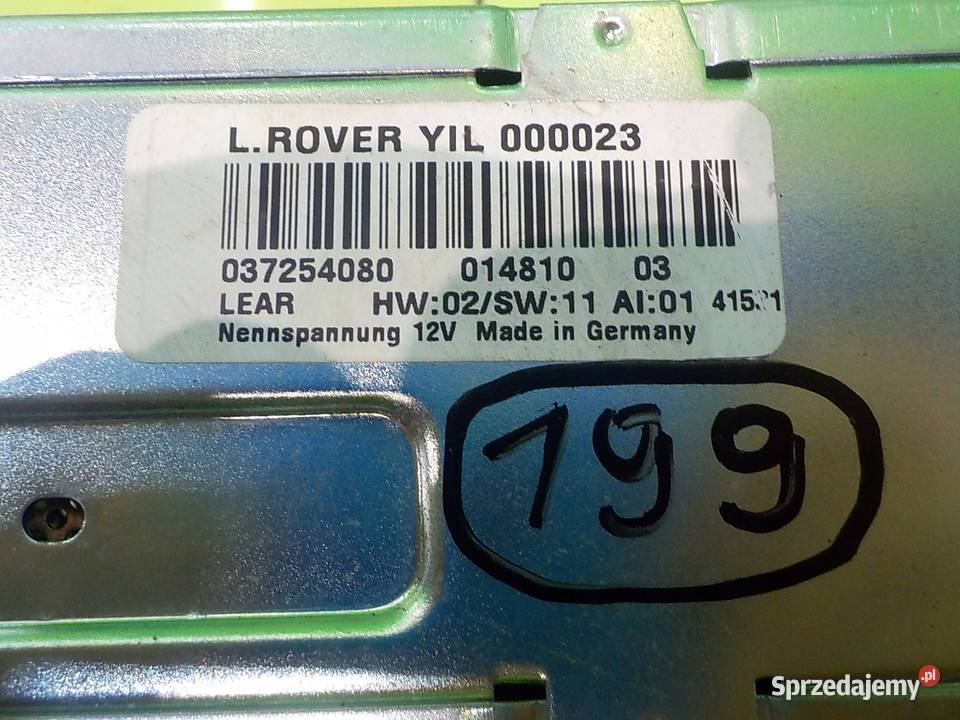 L.ROVER YIL 000023
037254080 014810 03
LEAR HW:02/SW:11 AI:01
Nennspannung 12V Made in Germany
199
Sprzedajemy.pl